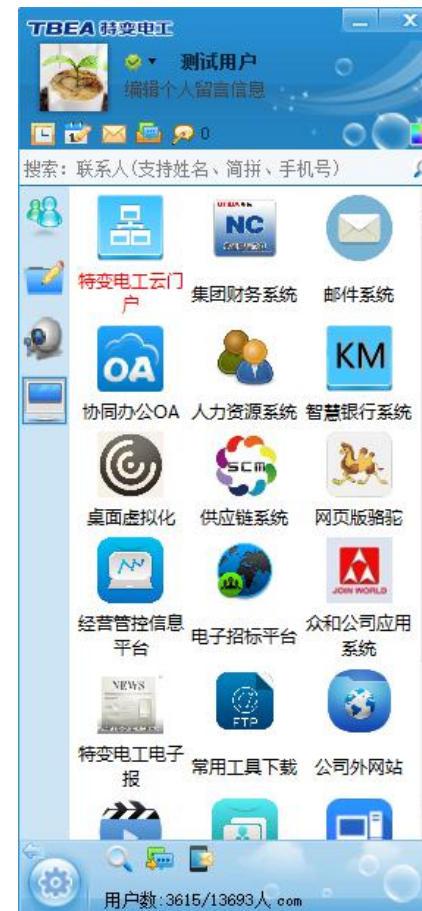 TBEA 特变电工
测试用户
编辑个人留言信息
0
搜索: 联系人(支持姓名、简拼、手机号)
NC
特变电工云门
户
集团财务系统
邮件系统
OA
KM
协同办公OA
人力资源系统
智慧银行系统
SCM
桌面虚拟化
供应链系统
网页版骆驼
JOIN WORLD
经营管控信息
平台
电子招标平台
众和公司应用
系统
NEWS
FTP
特变电工电子
报
常用工具下载
公司外网站
用户数:3615/13693人 com